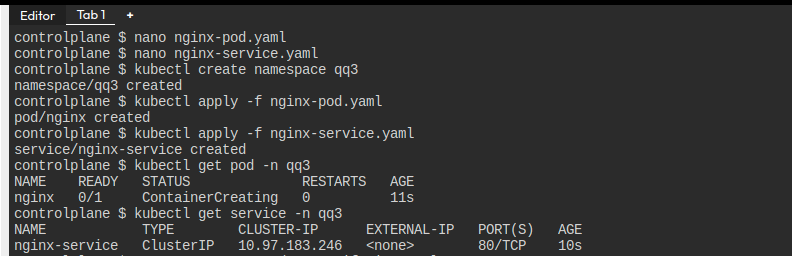 Editor Tab 1 +
controlplane $ nano nginx-pod.yaml
controlplane $ nano nginx-service.yaml
controlplane $ kubectl create namespace qq3
namespace/qq3 created
controlplane $ kubectl apply -f nginx-pod.yaml
pod/nginx created
controlplane $ kubectl apply -f nginx-service.yaml
service/nginx-service created
controlplane $ kubectl get pod -n qq3
NAME READY STATUS RESTARTS AGE
nginx 0/1 ContainerCreating 0 11s
controlplane $ kubectl get service -n qq3
NAME TYPE CLUSTER-IP EXTERNAL-IP PORT(S) AGE
nginx-service ClusterIP 10.97.183.246 <none> 80/TCP 10s